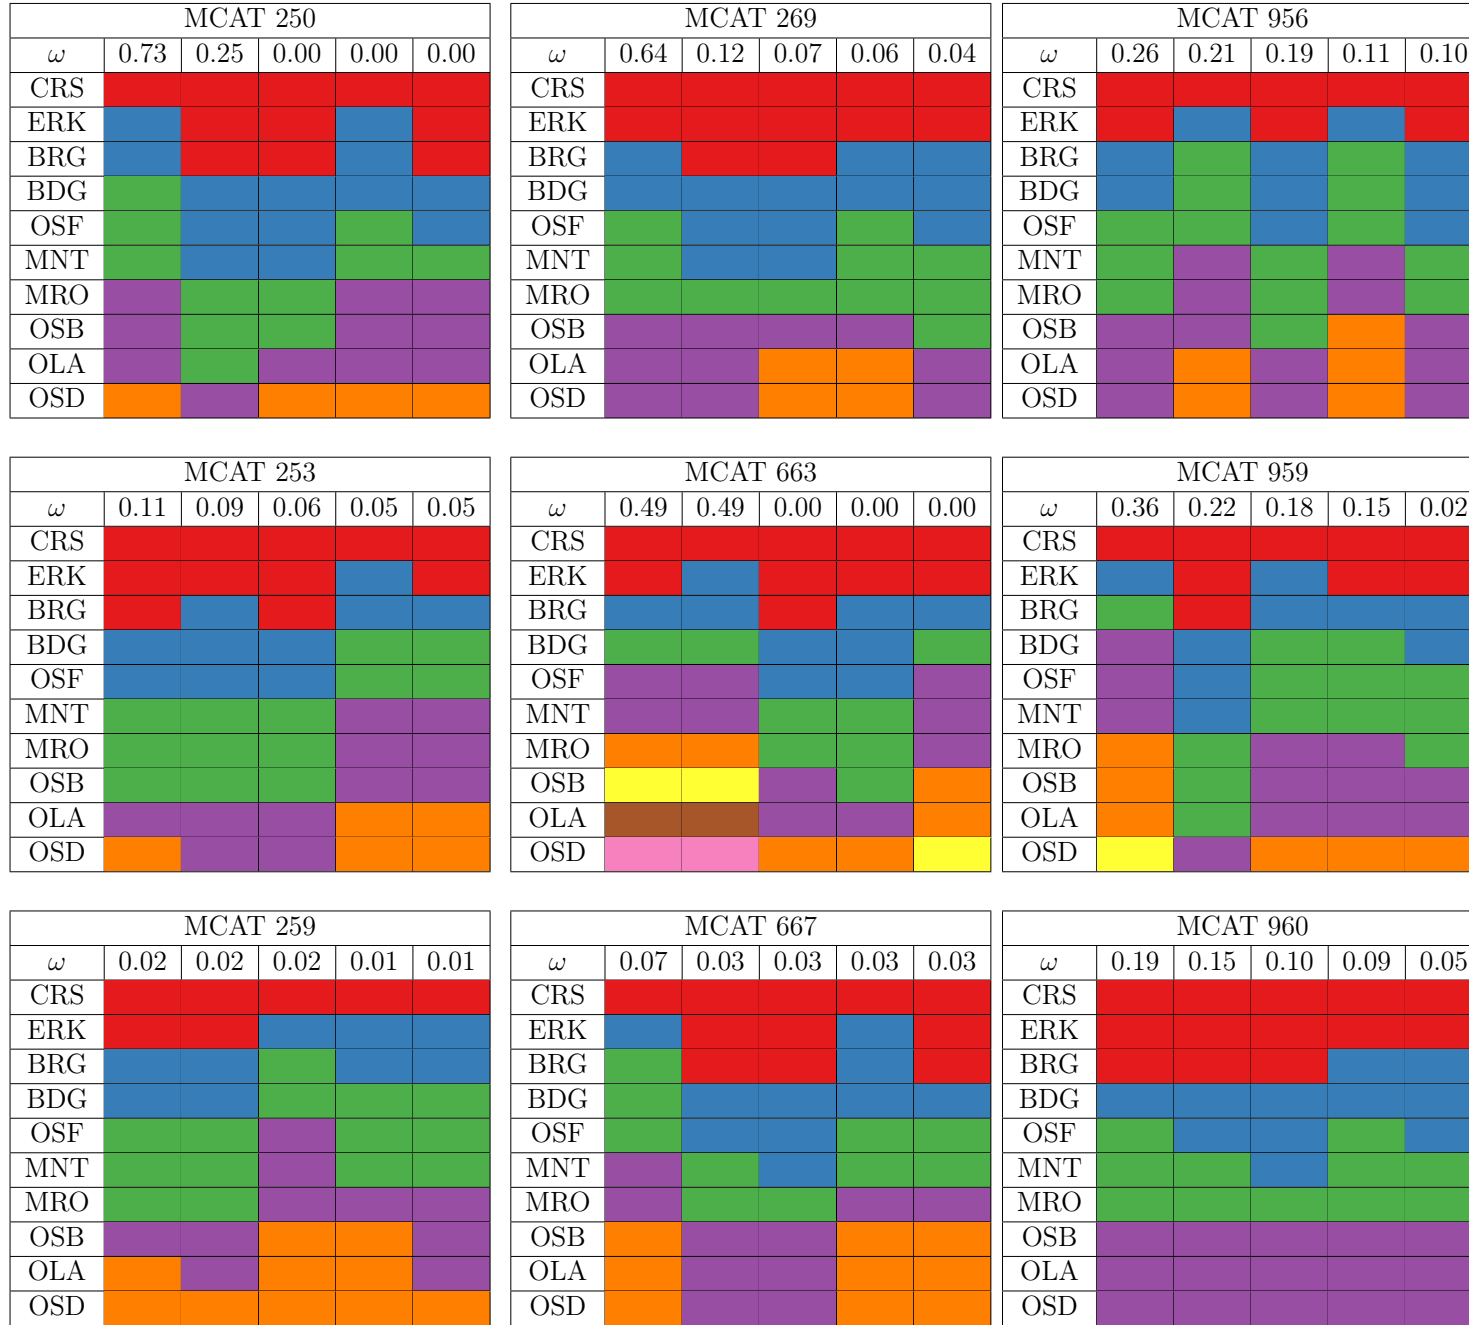 MCAT 250
ω 0.73 0.25 0.00 0.00 0.00
CRS
ERK
BRG
BDG
OSF
MNT
MRO
OSB
OLA
OSD
MCAT 269
ω 0.64 0.12 0.07 0.06 0.04
CRS
ERK
BRG
BDG
OSF
MNT
MRO
OSB
OLA
OSD
MCAT 956
ω 0.26 0.21 0.19 0.11 0.10
CRS
ERK
BRG
BDG
OSF
MNT
MRO
OSB
OLA
OSD
MCAT 253
ω 0.11 0.09 0.06 0.05 0.05
CRS
ERK
BRG
BDG
OSF
MNT
MRO
OSB
OLA
OSD
MCAT 663
ω 0.49 0.49 0.00 0.00 0.00
CRS
ERK
BRG
BDG
OSF
MNT
MRO
OSB
OLA
OSD
MCAT 959
ω 0.36 0.22 0.18 0.15 0.02
CRS
ERK
BRG
BDG
OSF
MNT
MRO
OSB
OLA
OSD
MCAT 259
ω 0.02 0.02 0.02 0.01 0.01
CRS
ERK
BRG
BDG
OSF
MNT
MRO
OSB
OLA
OSD
MCAT 667
ω 0.07 0.03 0.03 0.03 0.03
CRS
ERK
BRG
BDG
OSF
MNT
MRO
OSB
OLA
OSD
MCAT 960
ω 0.19 0.15 0.10 0.09 0.05
CRS
ERK
BRG
BDG
OSF
MNT
MRO
OSB
OLA
OSD